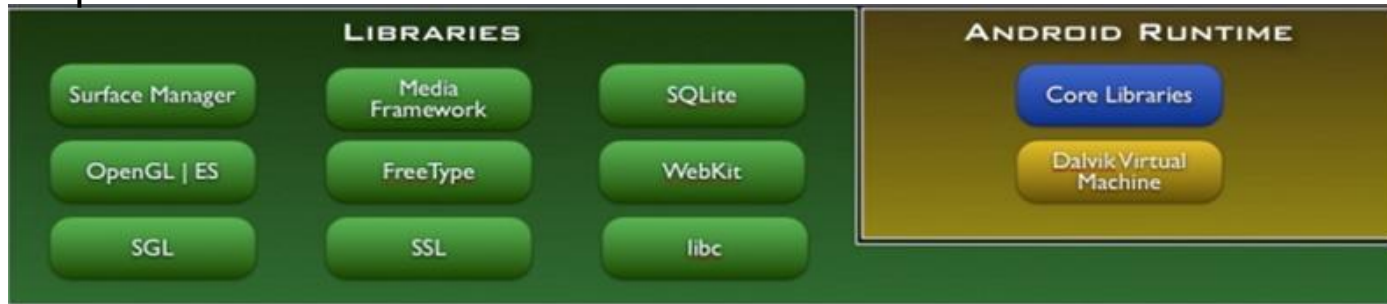 LIBRARIES
ANDROID RUNTIME
Surface Manager
Media
Framework
SQLite
Core Libraries
OpenGL | ES
FreeType
WebKit
Dalvik Virtual
Machine
SGL
SSL
libc